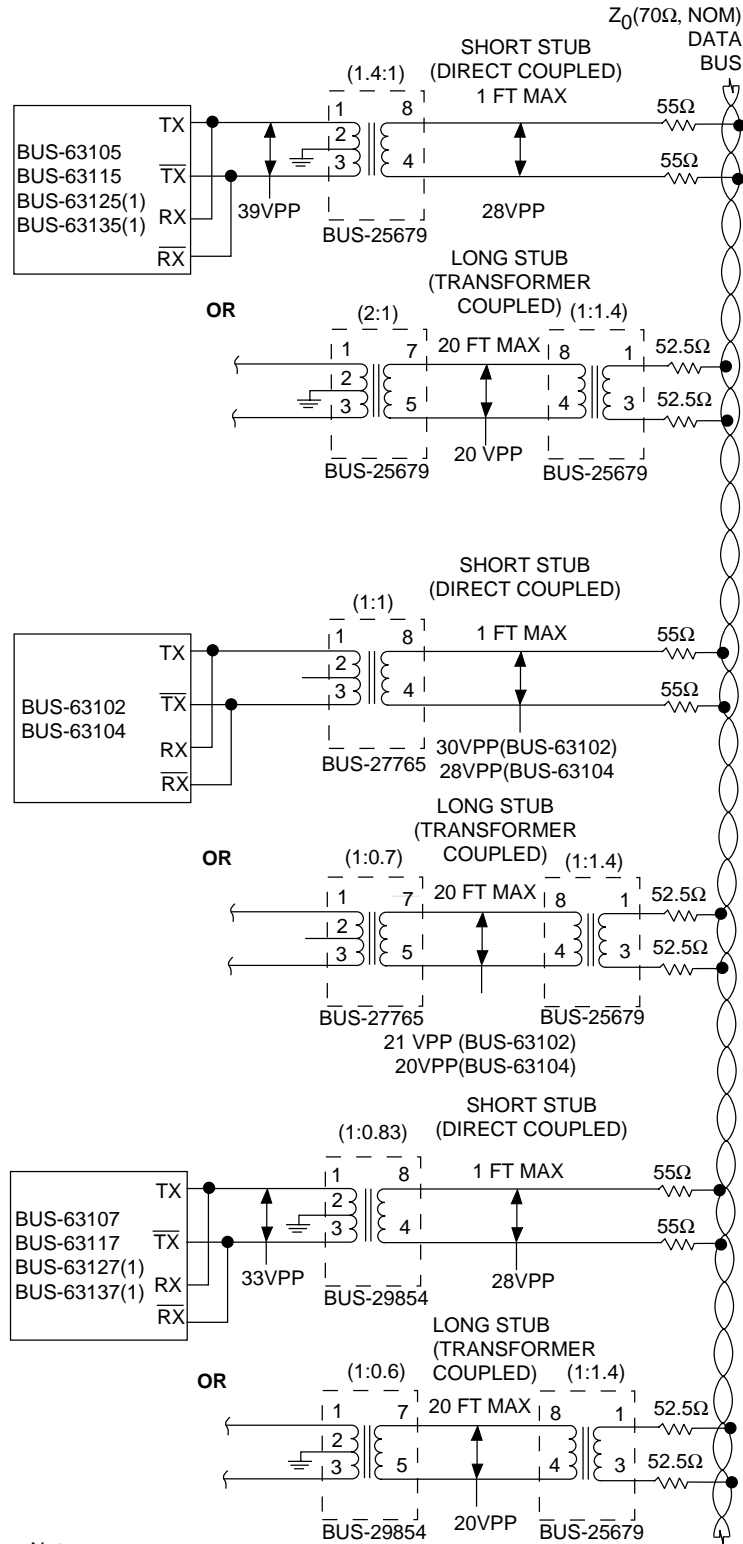 Z0(70Ω, NOM)
DATA
BUS
SHORT STUB
(DIRECT COUPLED)
(1.4:1)
1 FT MAX
1
8
55Ω
TX
2
BUS-63105
BUS-63115
TX
3
4
55Ω
BUS-63125(1)
BUS-63135(1)
RX
39VPP
28VPP
RX
BUS-25679
LONG STUB
(TRANSFORMER
COUPLED)
OR
(2:1)
(1:1.4)
1
7
20 FT MAX
8
1
52.5Ω
2
3
5
4
3
52.5Ω
20 VPP
BUS-25679
BUS-25679
SHORT STUB
(DIRECT COUPLED)
(1:1)
1
8
1 FT MAX
55Ω
TX
2
TX
3
4
55Ω
BUS-63102
BUS-63104
RX
30VPP(BUS-63102)
RX
BUS-27765
28VPP(BUS-63104
LONG STUB
(TRANSFORMER
COUPLED)
OR
(1:0.7)
(1:1.4)
1
7
20 FT MAX
8
1
52.5Ω
2
3
5
4
3
52.5Ω
BUS-27765
BUS-25679
21 VPP (BUS-63102)
20VPP(BUS-63104)
SHORT STUB
(DIRECT COUPLED)
(1:0.83)
1
8
1 FT MAX
55Ω
TX
2
BUS-63107
BUS-63117
TX
3
4
55Ω
BUS-63127(1)
BUS-63137(1)
RX
33VPP
28VPP
RX
BUS-29854
LONG STUB
(TRANSFORMER
COUPLED)
OR
(1:0.6)
(1:1.4)
1
7
20 FT MAX
8
1
52.5Ω
2
3
5
4
3
52.5Ω
20VPP
BUS-29854
BUS-25679